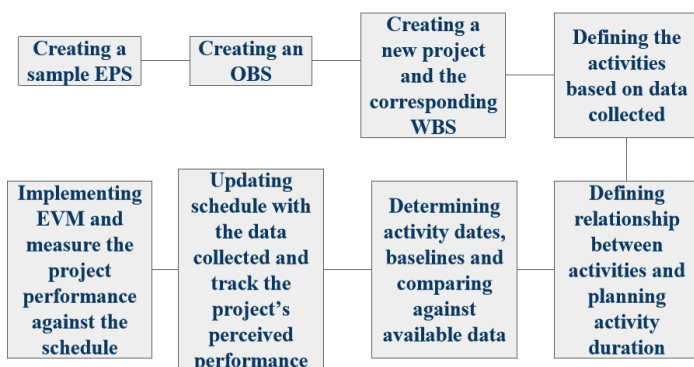 Creating a
sample EPS
Creating an
OBS
Creating a
new project
and the
corresponding
WBS
Defining the
activities
based on data
collected
Implementing
EVM and
measure the
project
performance
against the
schedule
Updating
schedule with
the data
collected and
track the
project's
perceived
performance
Determining
activity dates,
baselines and
comparing
against
available data
Defining
relationship
between
activities and
planning
activity
duration